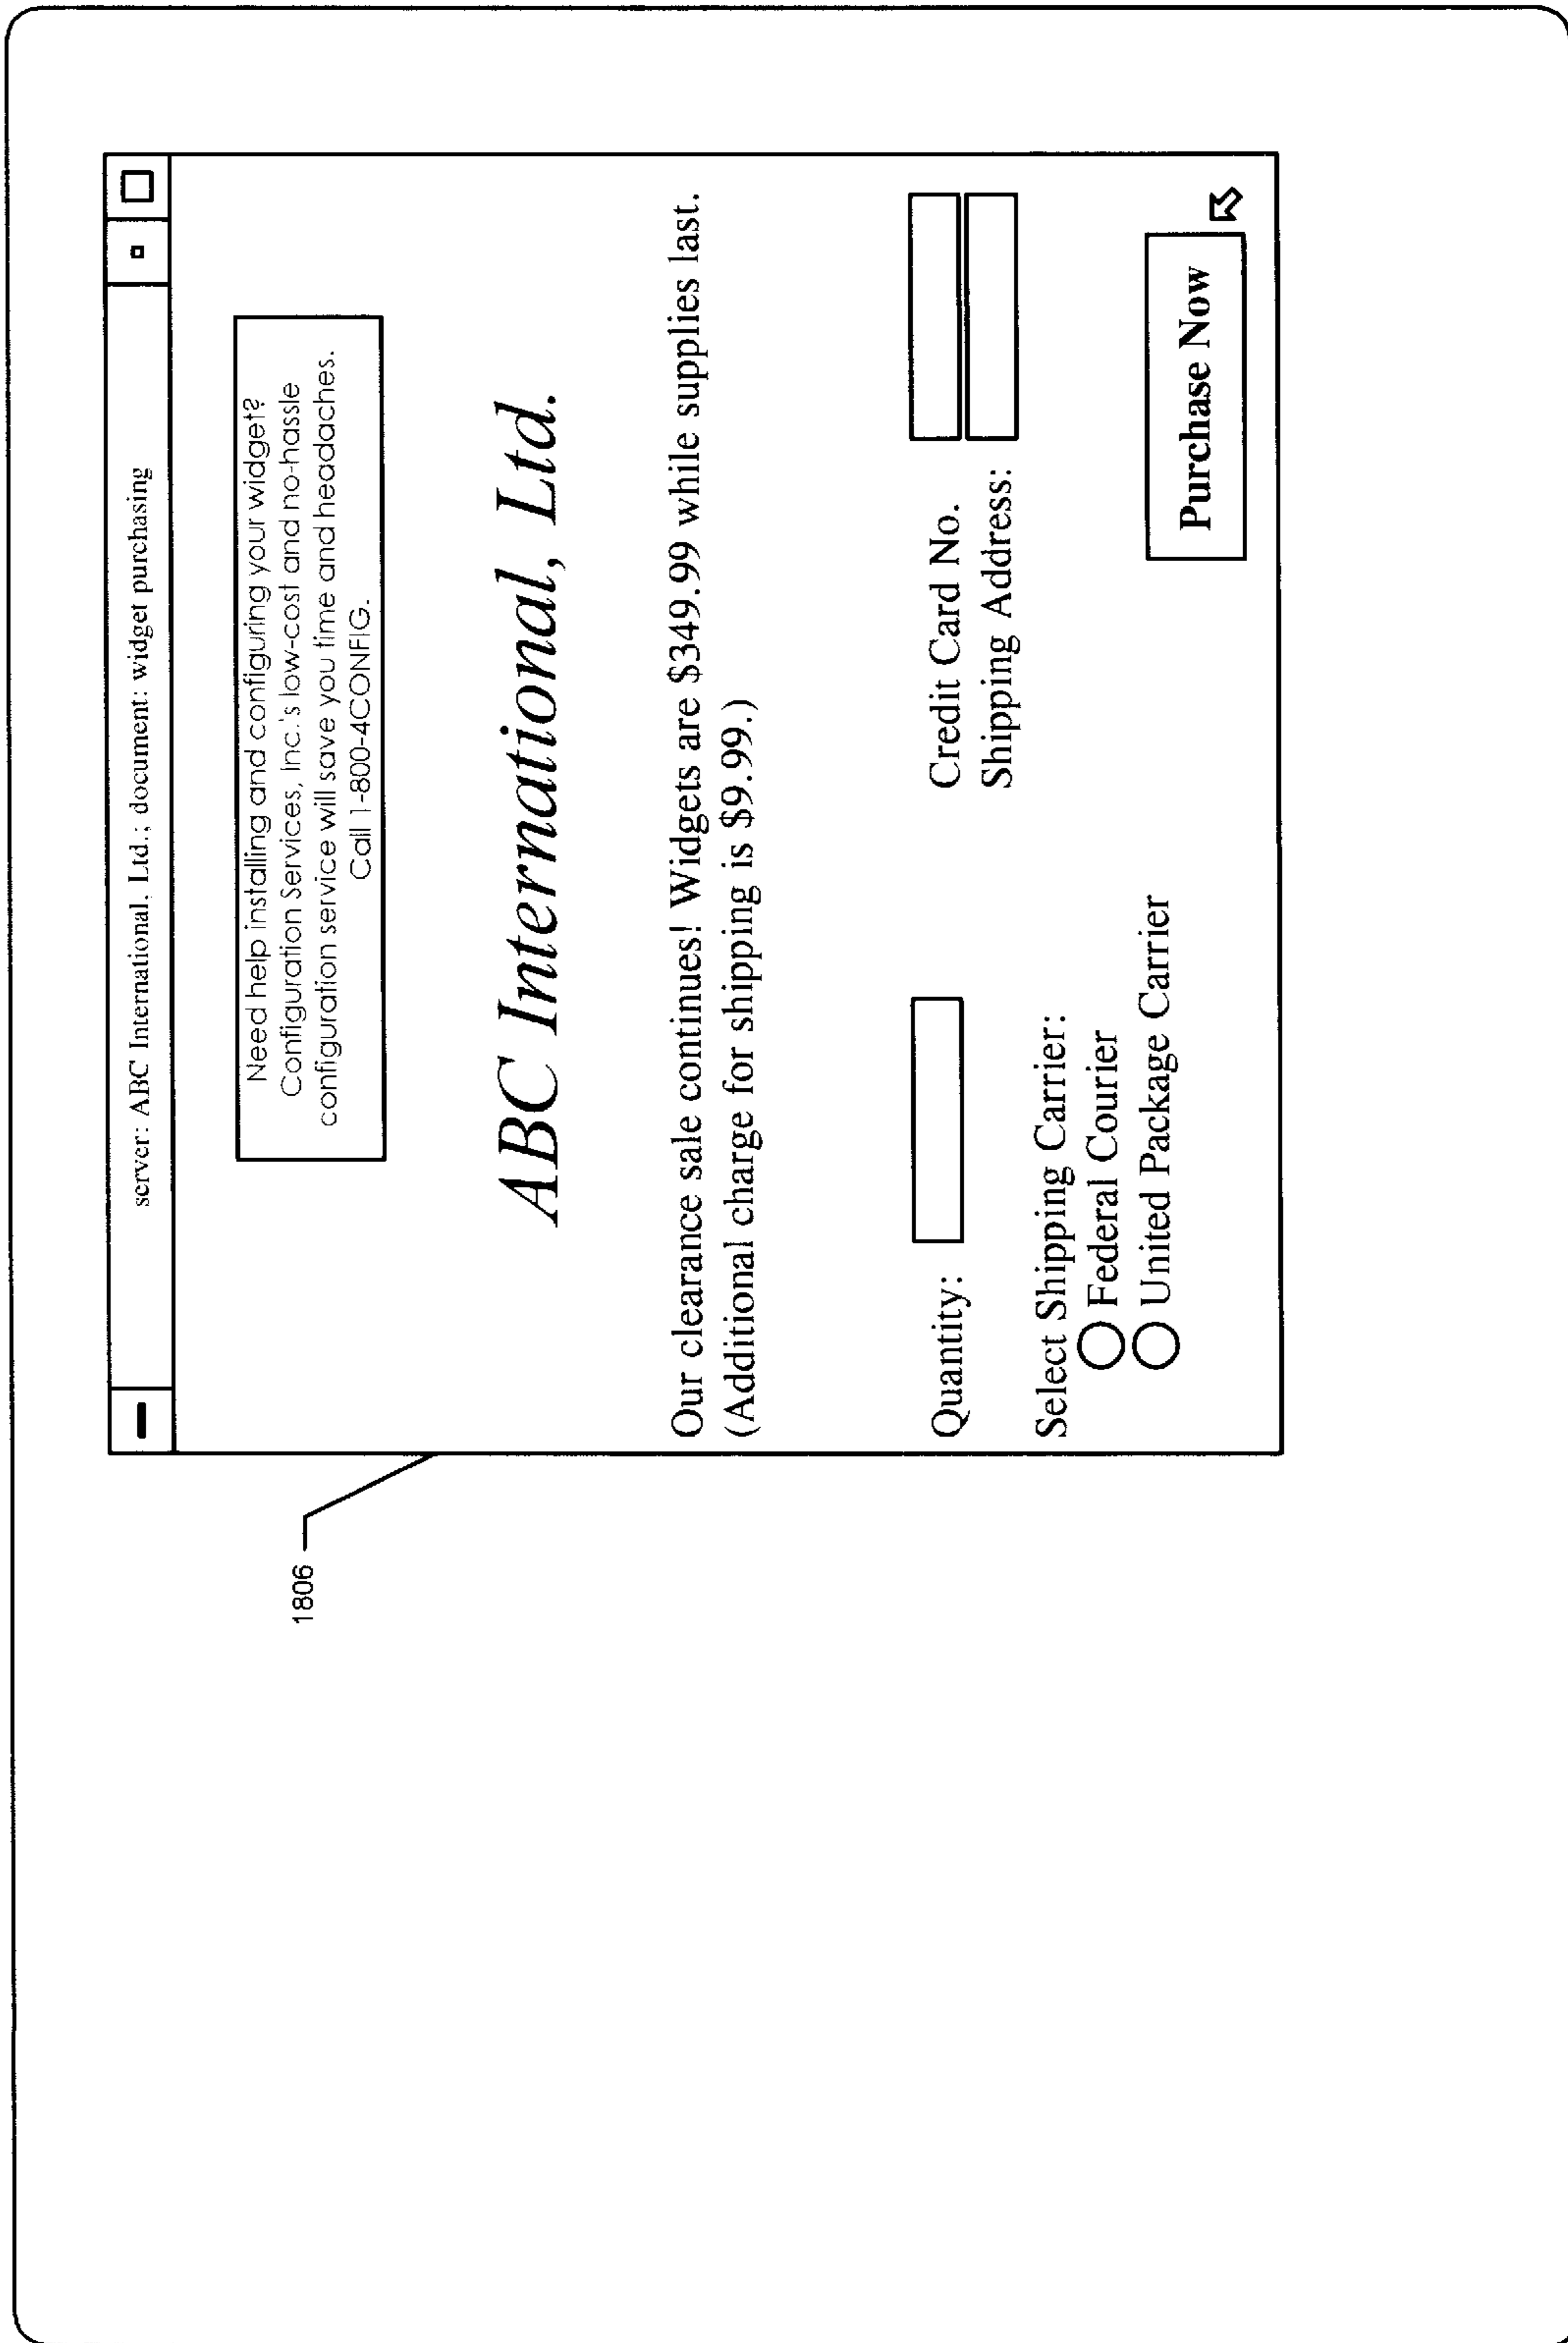 server: ABC International, Ltd.; document: widget purchasing
Need help installing and configuring your widget?
Configuration Services, Inc.'s low-cost and no-hassle
configuration service will save you time and headaches.
Call 1-800-4CONFIG.
ABC International, Ltd.
Our clearance sale continues! Widgets are $349.99 while supplies last.
(Additional charge for shipping is $9.99.)
Quantity:
Credit Card No.
Shipping Address:
Select Shipping Carrier:
Federal Courier
United Package Carrier
Purchase Now
1806